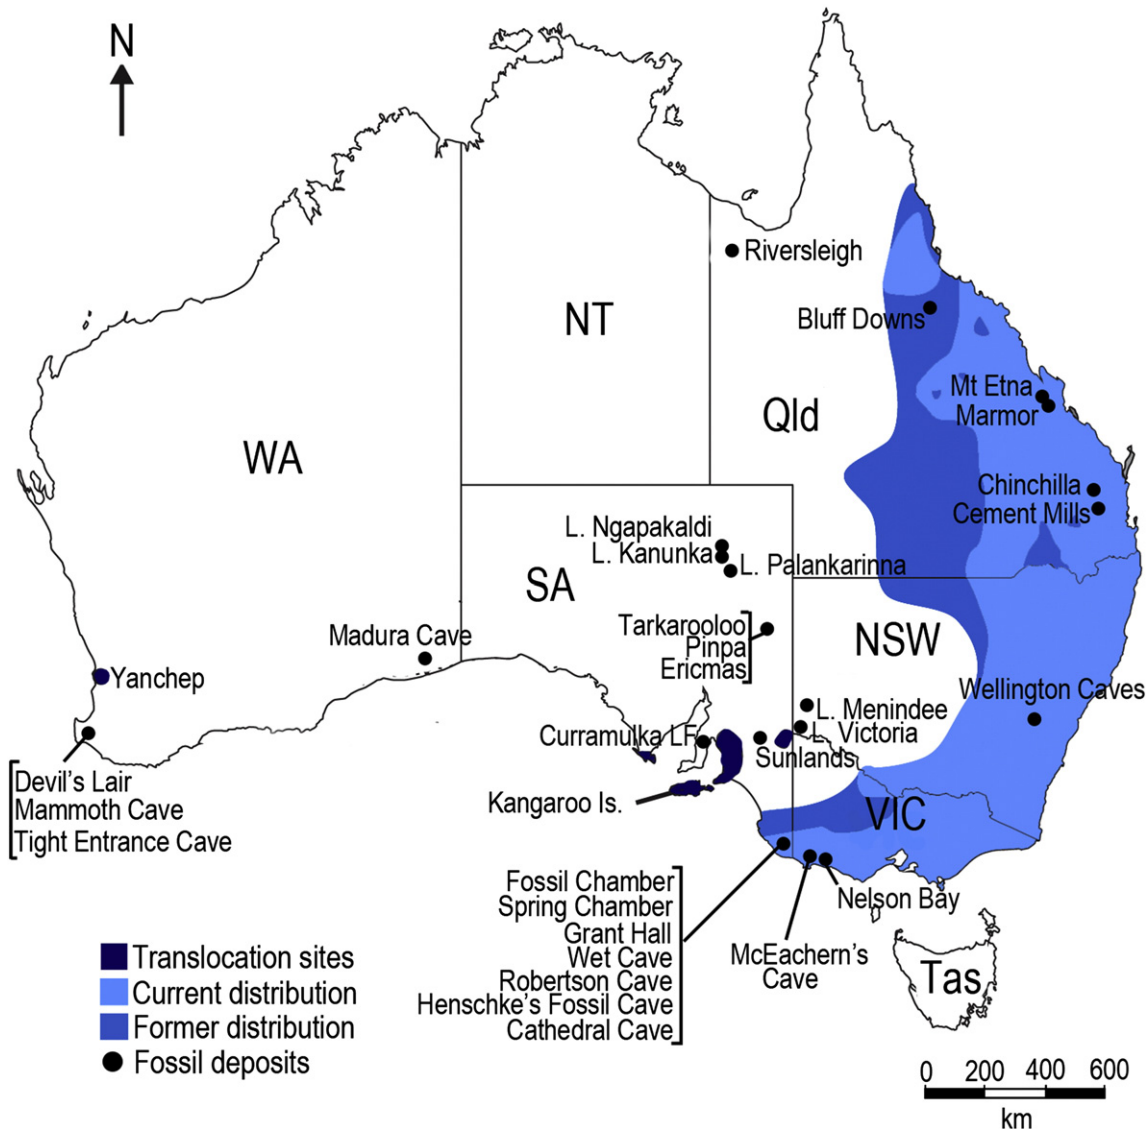 N
Riversleigh
NT
Bluff Downs
Mt Etna
Marmor
Qld
WA
Chinchilla
Cement Mills
L. Ngapakaldi
L. Kanunka
L. Palankarinna
SA
Tarkarooloo
Pinpa
Ericmas
NSW
Madura Cave
Yanchep
Wellington Caves
L. Menindee
L. Victoria
Curramulka LF
Sunlands
Devil's Lair
Mammoth Cave
Tight Entrance Cave
Kangaroo Is.
VIC
Fossil Chamber
Spring Chamber
Grant Hall
Wet Cave
Robertson Cave
Henschke's Fossil Cave
Cathedral Cave
Nelson Bay
McEachern's
Cave
Tas
Translocation sites
Current distribution
Former distribution
Fossil deposits
0 200 400 600
km